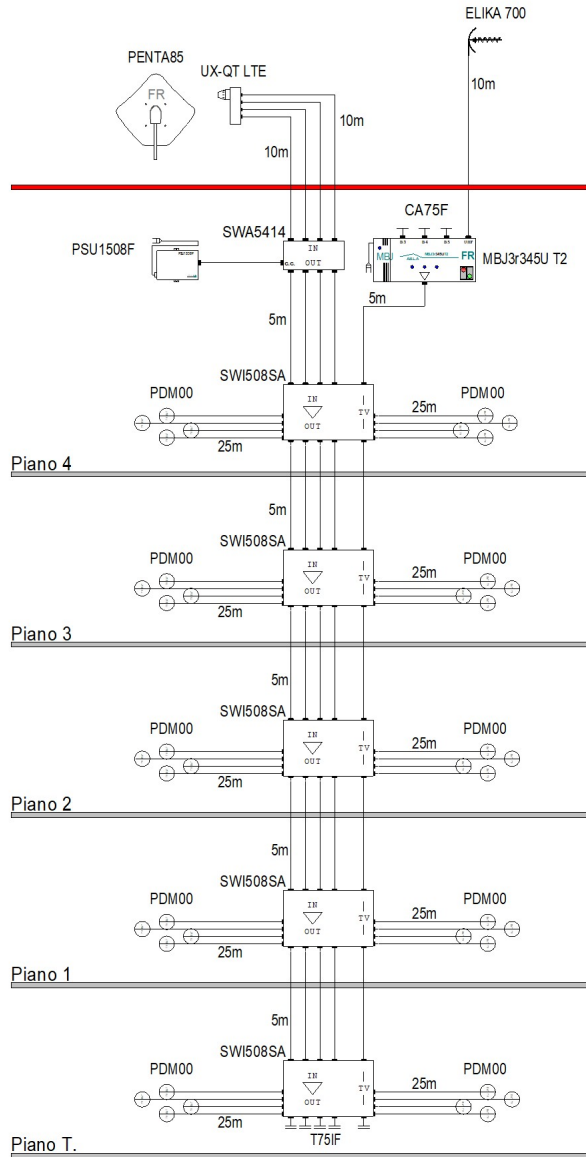 ELIKA 700
PENTA85
UX-QT LTE
FR
10m
10m
10m
CA75F
SWA5414
PSU1508F
IN
OUT
MBJ
FR
MBJ3r345U T2
5m
5m
SWI508SA
PDM00
PDM00
IN
TV
OUT
25m
25m
Piano 4
5m
SWI508SA
PDM00
PDM00
IN
TV
OUT
25m
25m
Piano 3
5m
SWI508SA
PDM00
PDM00
IN
TV
OUT
25m
25m
Piano 2
5m
SWI508SA
PDM00
PDM00
IN
TV
OUT
25m
25m
Piano 1
5m
SWI508SA
PDM00
PDM00
IN
TV
OUT
25m
25m
T75IF
Piano T.